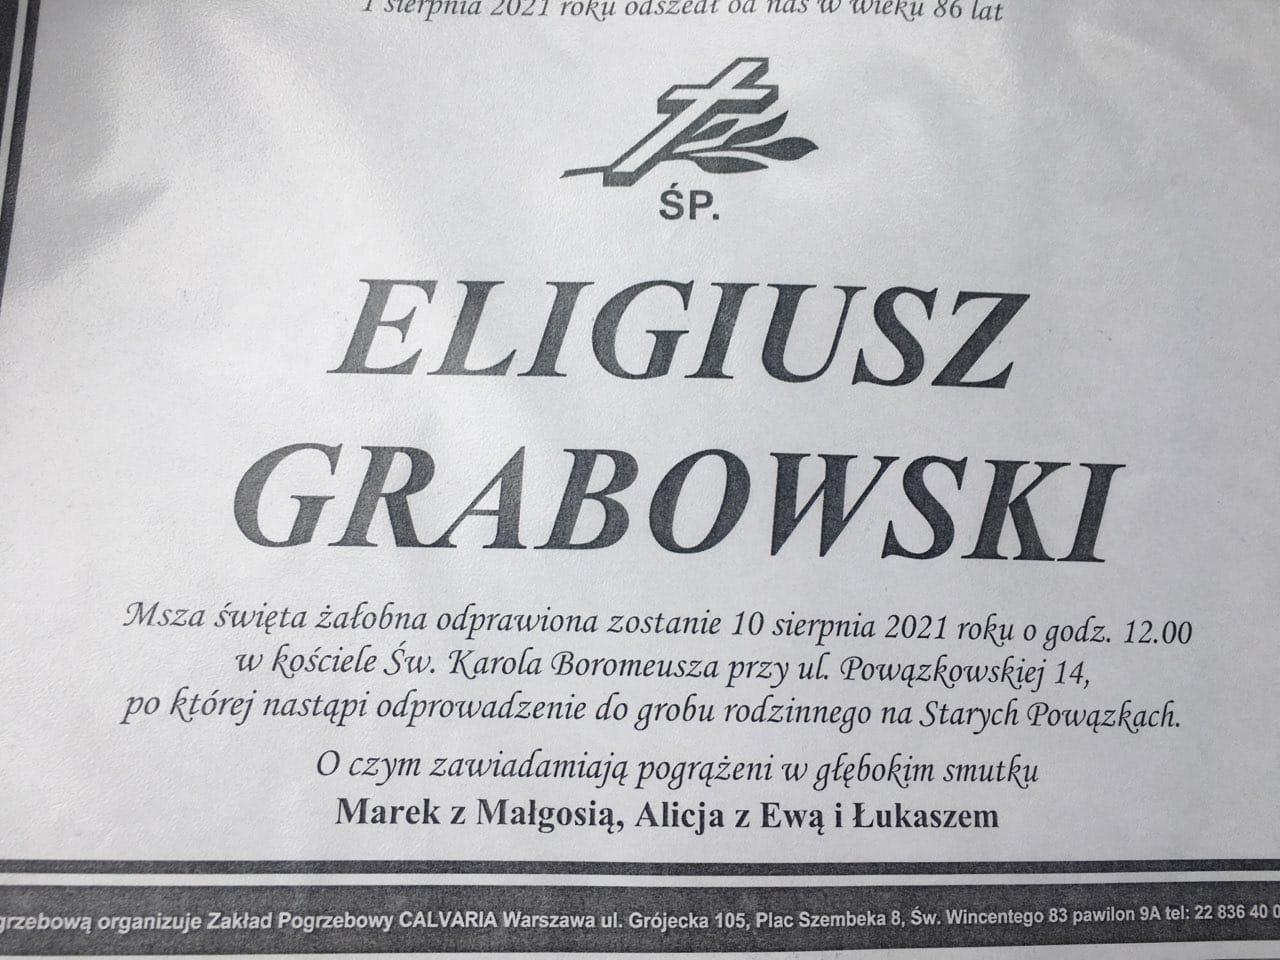 1 sierpnia 2021 roku odszedł od nas w wieku 86 lat
ŚP.
ELIGIUSZ
GRABOWSKI
Msza święta żałobna odprawiona zostanie 10 sierpnia 2021 roku o godz. 12.00
w kościele Św. Karola Boromeusza przy ul. Powązkowskiej 14,
po której nastąpi odprowadzenie do grobu rodzinnego na Starych Powązkach.
O czym zawiadamiają pogrążeni w głębokim smutku
Marek z Małgosią, Alicja z Ewą i Łukaszem
grzebową organizuje Zakład Pogrzebowy CALVARIA Warszawa ul. Grójecka 105, Plac Szembeka 8, Św. Wincentego 83 pawilon 9A tel: 22 836 40 0